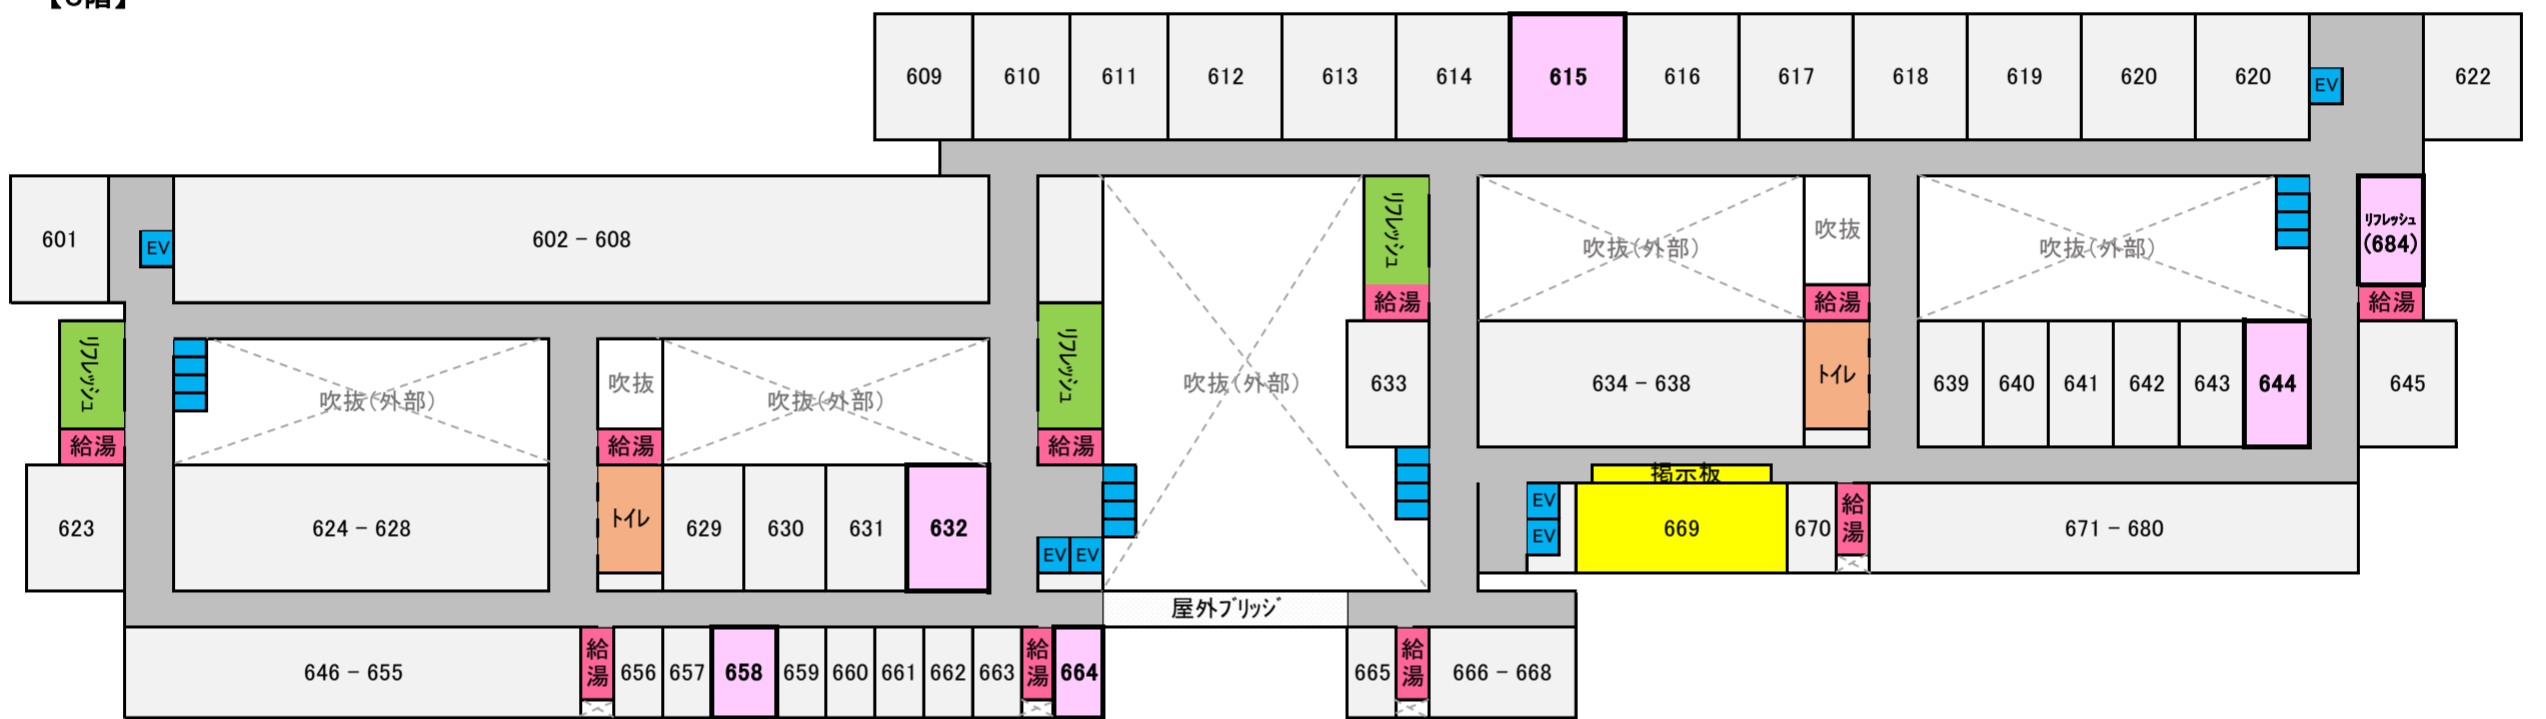 609 610 611 612 613 614 615 616 617 618 619 620 620 EV 622
601 EV 602 - 608 リフレッシュ 吹抜(外部) 吹抜 吹抜(外部) リフレッシュ
(684)
給湯 給湯 給湯
リフレッシュ 吹抜(外部) 吹抜 吹抜(外部) リフレッシュ 吹抜(外部) 633 634 - 638 トイレ 639 640 641 642 643 644 645
給湯 給湯 給湯
掲示板
623 624 - 628 トイレ 629 630 631 632 EV EV EV
EV
669 670 給湯 671 - 680
屋外ブリッジ
646 - 655 給湯 656 657 658 659 660 661 662 663 給湯 664 665 給湯 666 - 668